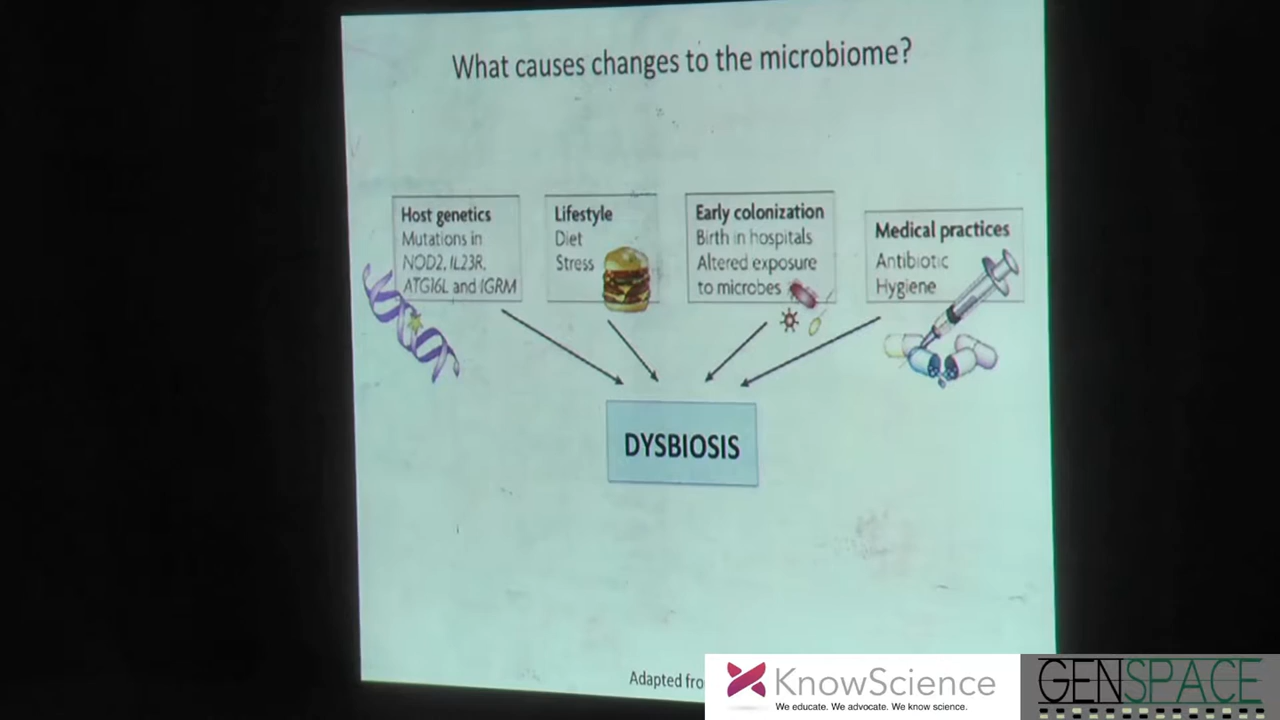 What causes changes to the microbiome?
Host genetics
Mutations in
NOD2, IL23R,
ATG16L and IGRM
Lifestyle
Diet
Stress
Early colonization
Birth in hospitals
Altered exposure
to microbes
Medical practices
Antibiotic
Hygiene
DYSBIOSIS
Adapted fro
KnowScience
We educate. We advocate. We know science.
GENSPACE